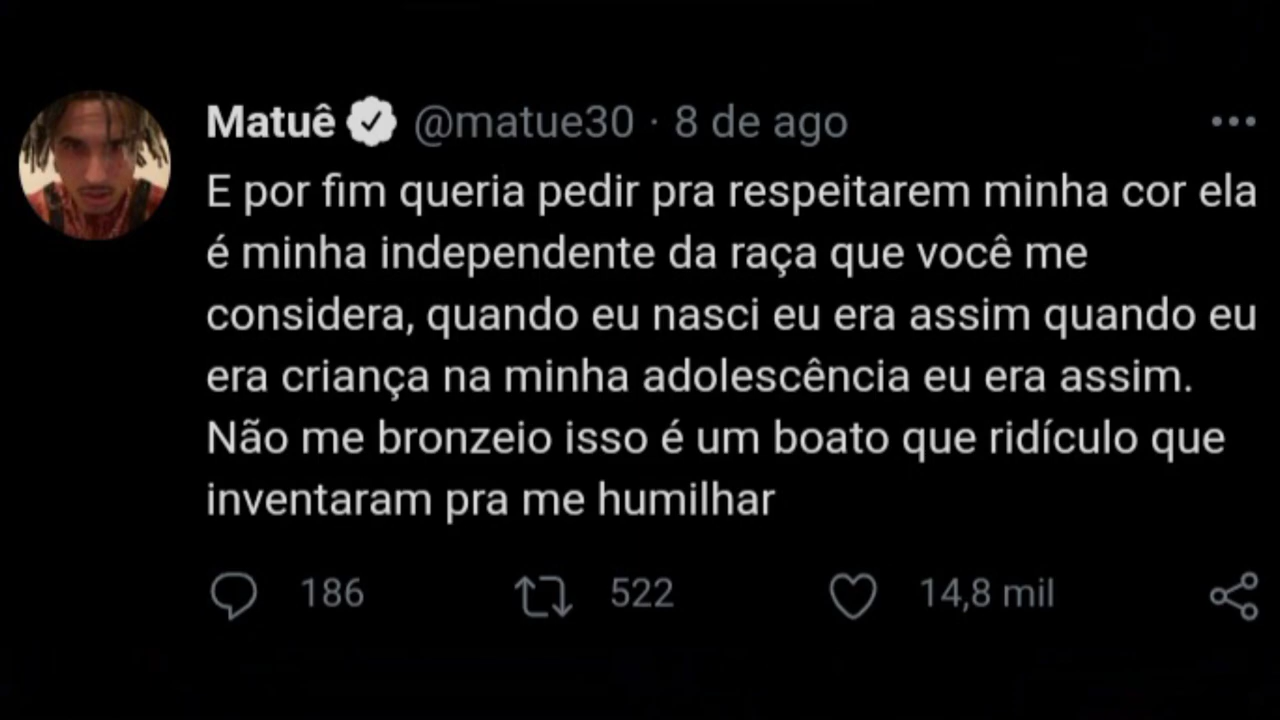 Matuê @matue30 · 8 de ago
E por fim queria pedir pra respeitarem minha cor ela
é minha independente da raça que você me
considera, quando eu nasci eu era assim quando eu
era criança na minha adolescência eu era assim.
Não me bronzeio isso é um boato que ridículo que
inventaram pra me humilhar
186 522 14,8 mil